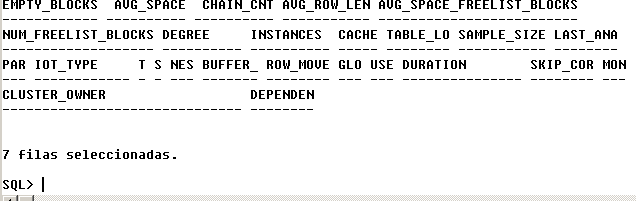 EMPTY_BLOCKS  AVG_SPACE  CHAIN_CNT AVG_ROW_LEN AVG_SPACE_FREELIST_BLOCKS
------------ ---------- ---------- ----------- -------------------------
NUM_FREELIST_BLOCKS DEGREE     INSTANCES  CACHE TABLE_LO SAMPLE_SIZE LAST_ANA
------------------- ---------- ---------- ----- -------- ----------- --------
PAR IOT_TYPE     T S NES BUFFER_ ROW_MOVE GLO USE DURATION        SKIP_COR MON
--- ------------ - - --- ------- -------- --- --- --------------- -------- ---
CLUSTER_OWNER                  DEPENDEN
------------------------------ --------
7 filas seleccionadas.
SQL>